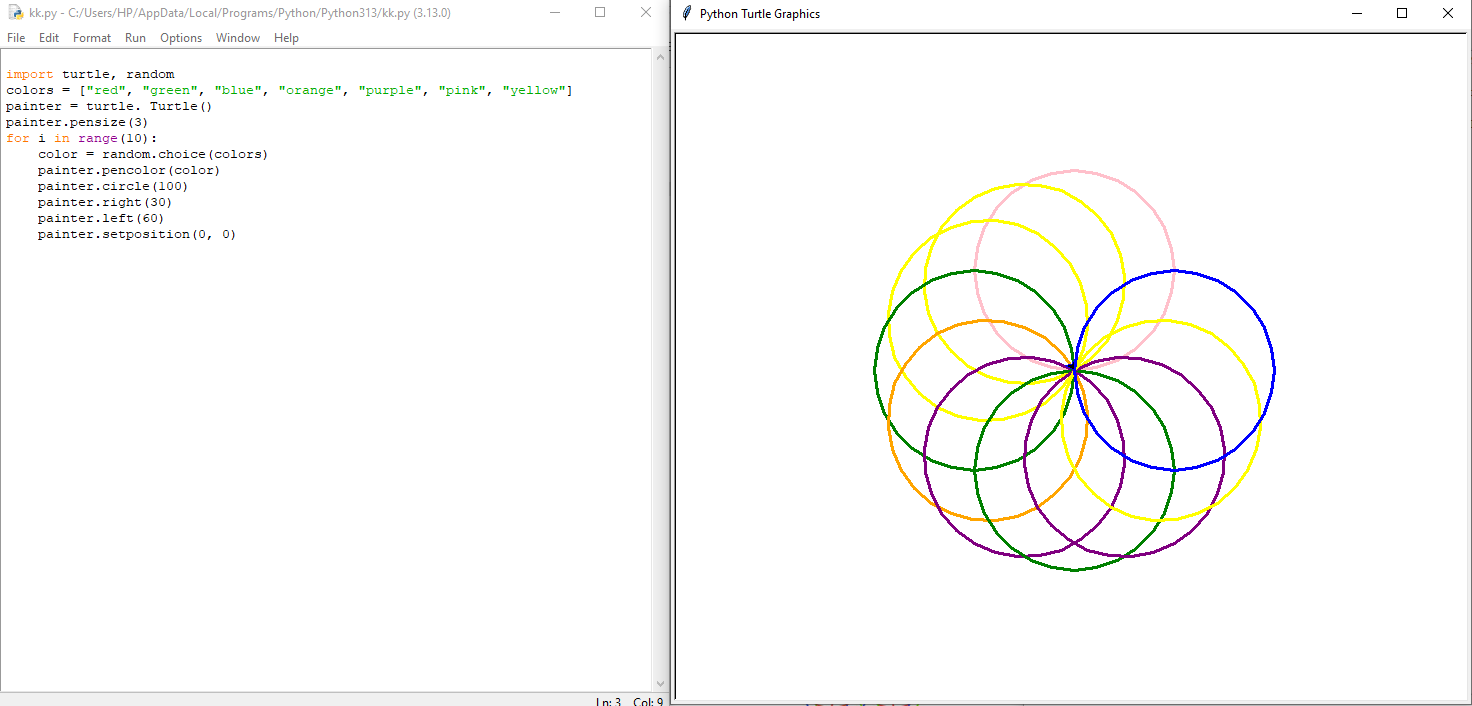 kk.py - C:/Users/HP/AppData/Local/Programs/Python/Python313/kk.py (3.13.0)
File Edit Format Run Options Window Help
import turtle, random
colors = ["red", "green", "blue", "orange", "purple", "pink", "yellow"]
painter = turtle. Turtle()
painter.pensize(3)
for i in range(10):
    color = random.choice(colors)
    painter.pencolor(color)
    painter.circle(100)
    painter.right(30)
    painter.left(60)
    painter.setposition(0, 0)
Ln: 3 Col: 9
Python Turtle Graphics